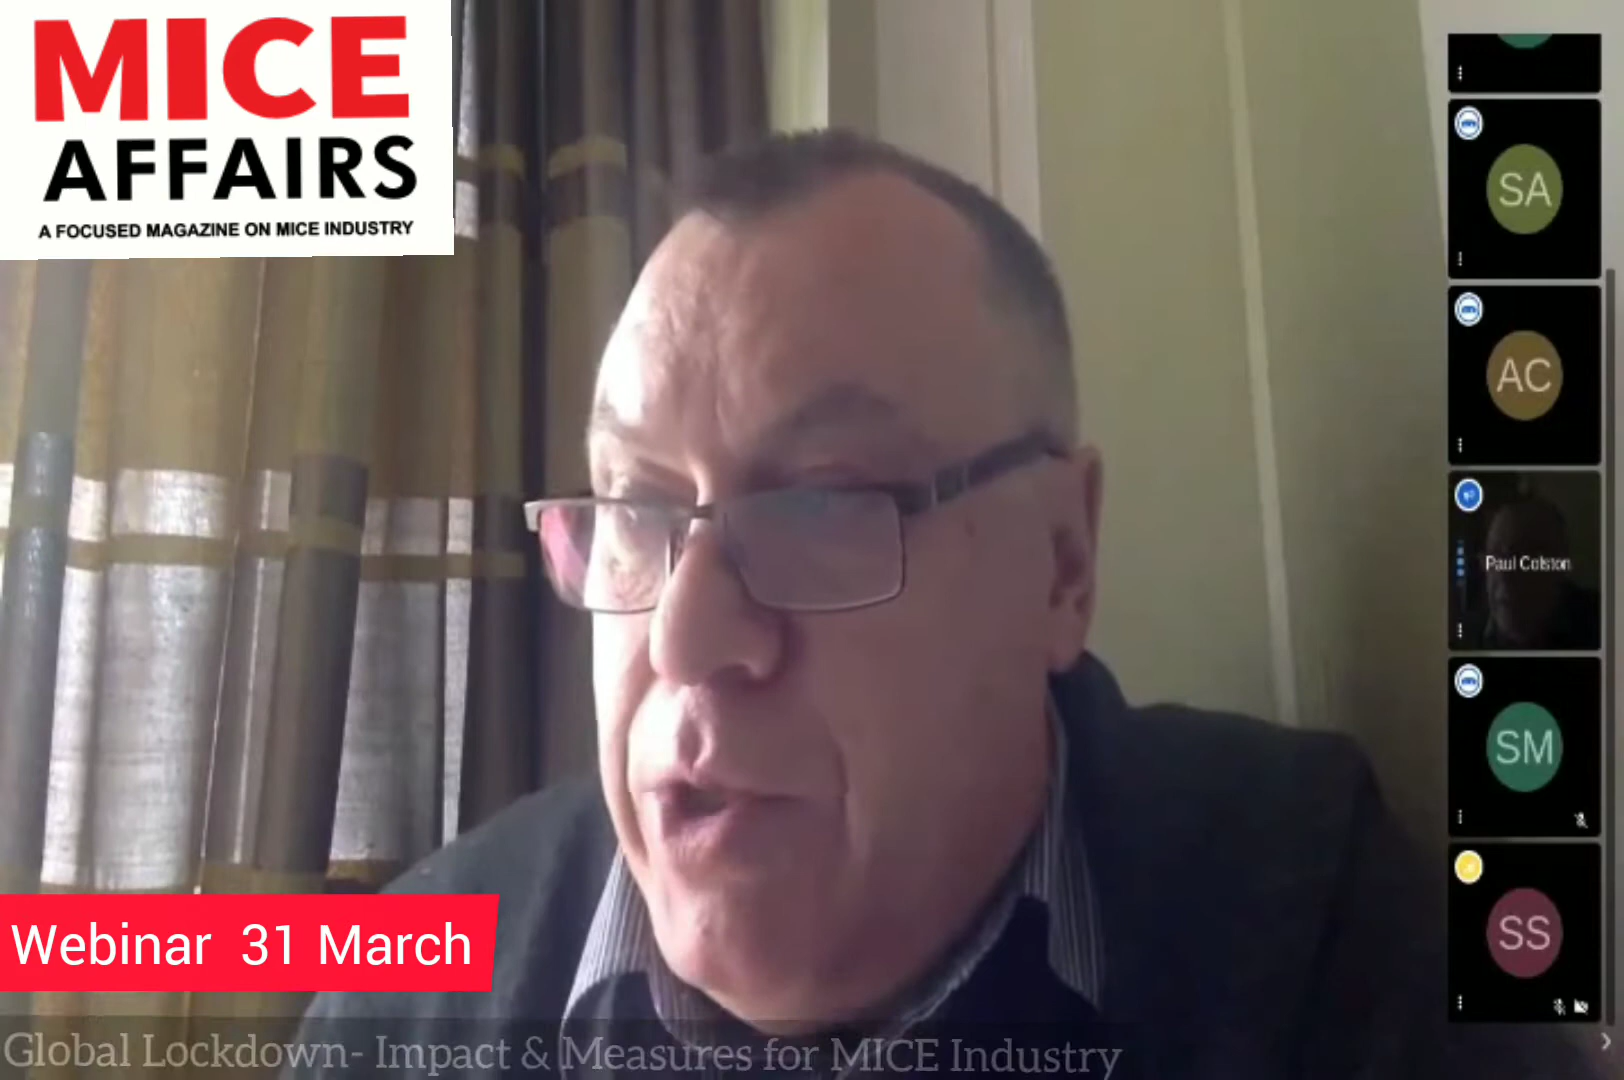 MICE
AFFAIRS
A FOCUSED MAGAZINE ON MICE INDUSTRY
SA
AC
Paul Colston
SM
SS
Webinar 31 March
Global Lockdown- Impact & Measures for MICE Industry